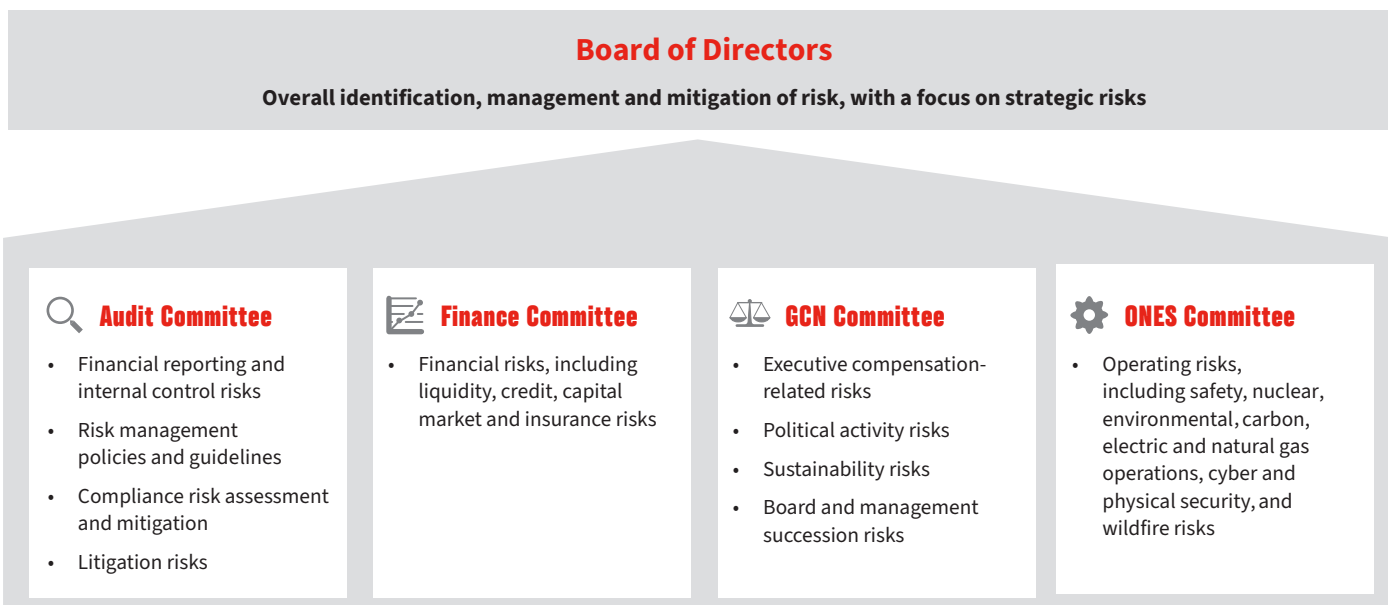 Board of Directors
Overall identification, management and mitigation of risk, with a focus on strategic risks
Audit Committee
• Financial reporting and
internal control risks
• Risk management
policies and guidelines
• Compliance risk assessment
and mitigation
• Litigation risks
Finance Committee
• Financial risks, including
liquidity, credit, capital
market and insurance risks
GCN Committee
• Executive compensation-
related risks
• Political activity risks
• Sustainability risks
• Board and management
succession risks
ONES Committee
• Operating risks,
including safety, nuclear,
environmental, carbon,
electric and natural gas
operations, cyber and
physical security, and
wildfire risks